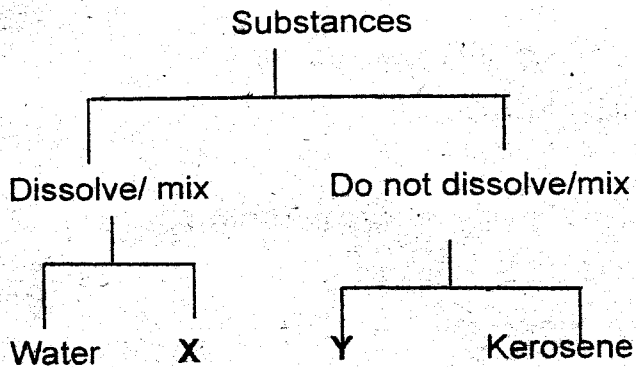 Substances
Dissolve/ mix Do not dissolve/mix
Water X Y Kerosene